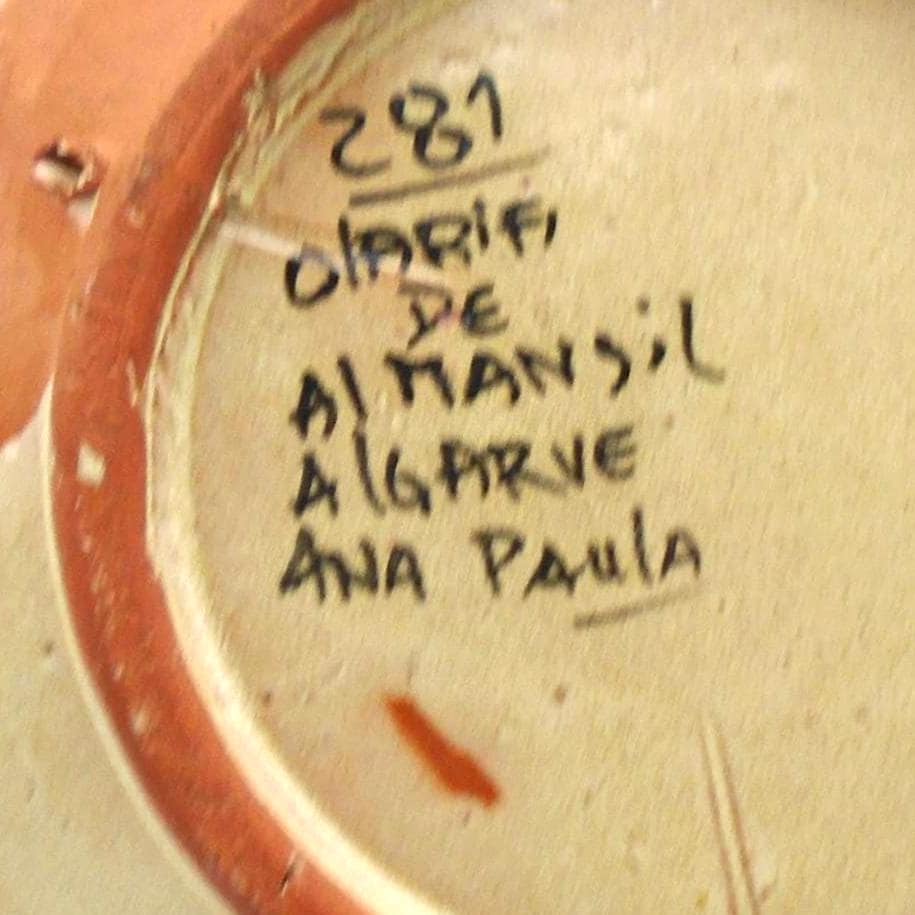 281
OlARIA
DE
AlMANSiL
AlGARVE
ANA PAulA